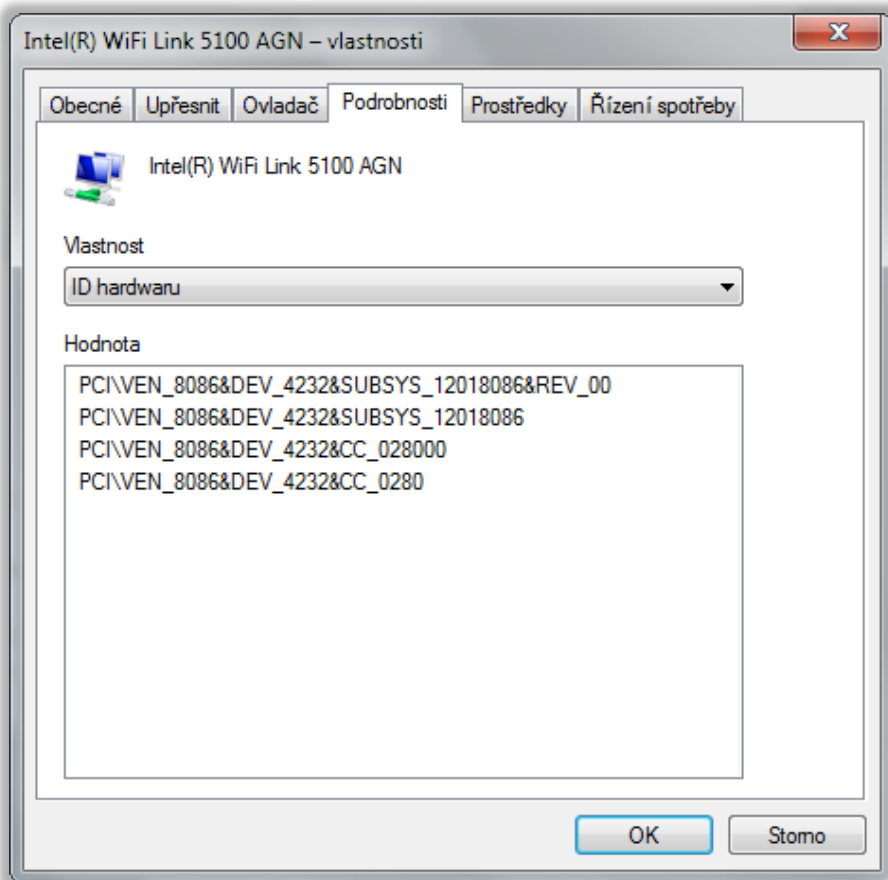 Intel(R) WiFi Link 5100 AGN – vlastnosti
Obecné Upřesnit Ovladač Podrobnosti Prostředky Řízení spotřeby
Intel(R) WiFi Link 5100 AGN
Vlastnost
ID hardwaru
Hodnota
PCI\VEN_8086&DEV_4232&SUBSYS_12018086&REV_00
PCI\VEN_8086&DEV_4232&SUBSYS_12018086
PCI\VEN_8086&DEV_4232&CC_028000
PCI\VEN_8086&DEV_4232&CC_0280
OK Storno